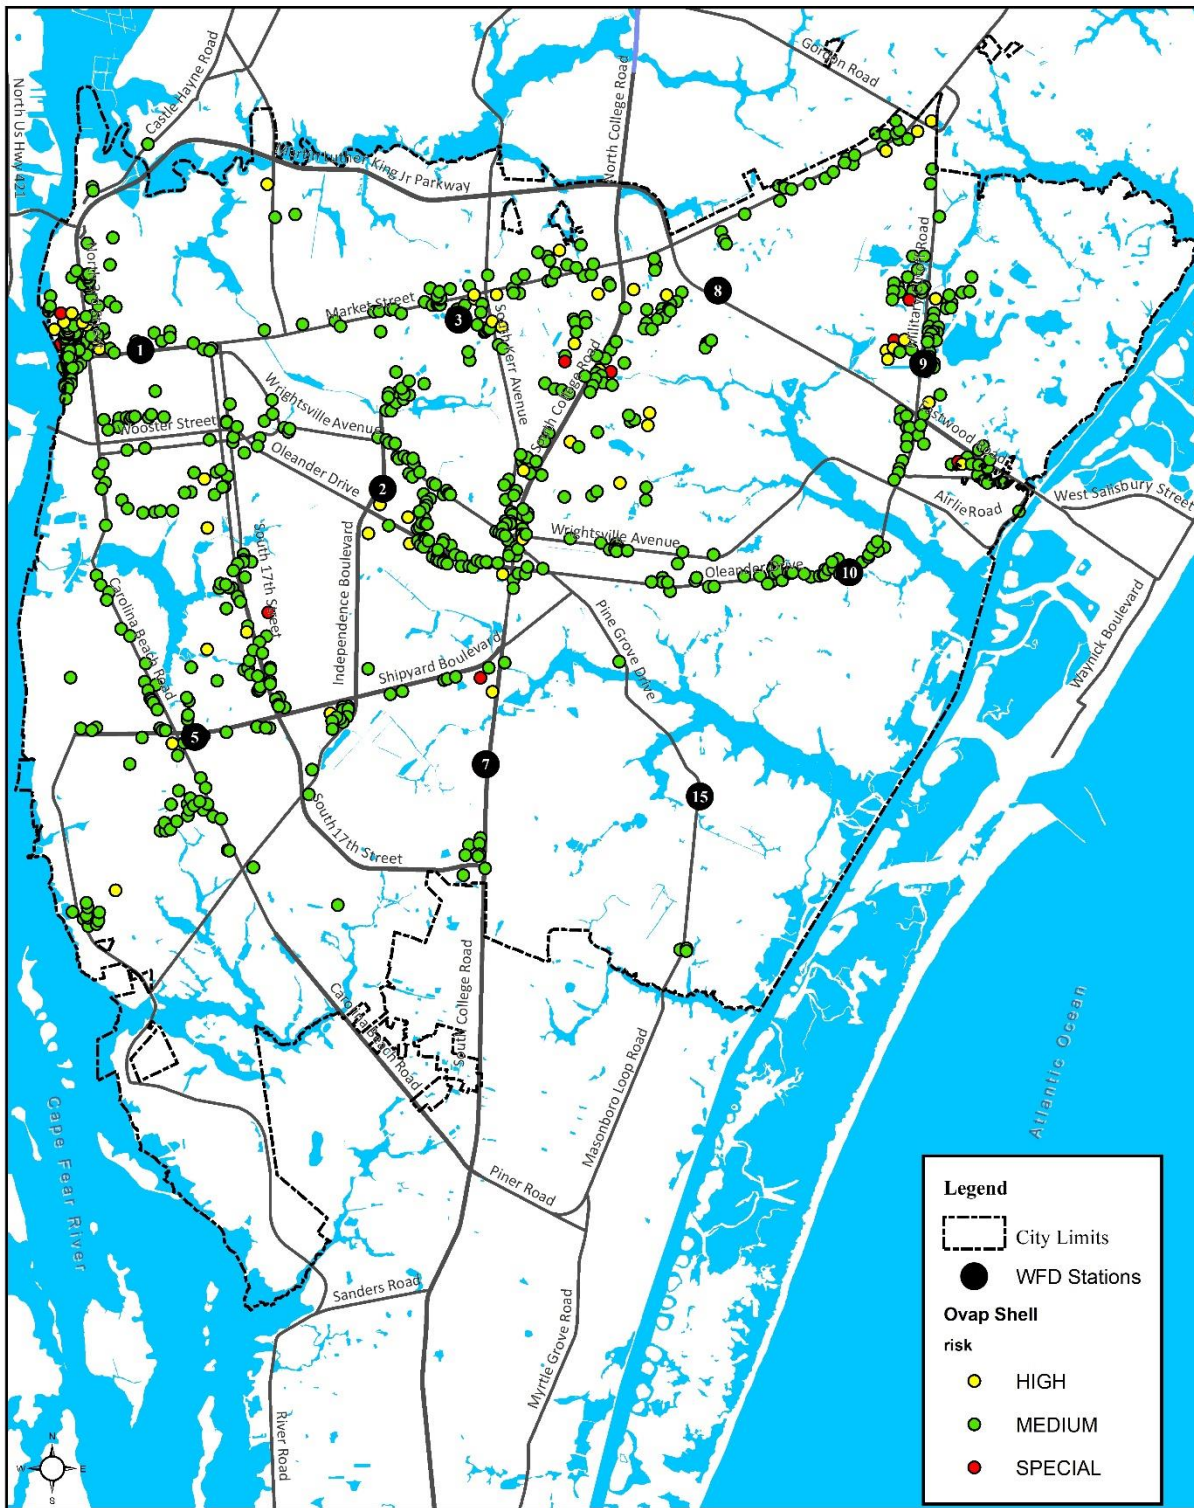 Gordon Road
Castle Hayne Road
North College Road
North Us Hwy 421
Martin Luther King Jr Parkway
Military Cutoff Road
8
Market Street
3
1
South Kerr Avenue
9
South College Road
Wrightsville Avenue
Wooster Street
Eastwood Road
Oleander Drive
2
West Salisbury Street
Airlie Road
South 17th Street
Wrightsville Avenue
Oleander Drive
10
Carolina Beach Road
Independence Boulevard
Pine Grove Drive
Waynick Boulevard
Shipyard Boulevard
5
7
15
South 17th Street
South College Road
Carolina Beach Road
Masonboro Loop Road
Atlantic Ocean
Cape Fear River
Piner Road
Sanders Road
Myrtle Grove Road
River Road
Legend
City Limits
WFD Stations
Ovap Shell
risk
HIGH
MEDIUM
SPECIAL
N
W E
S